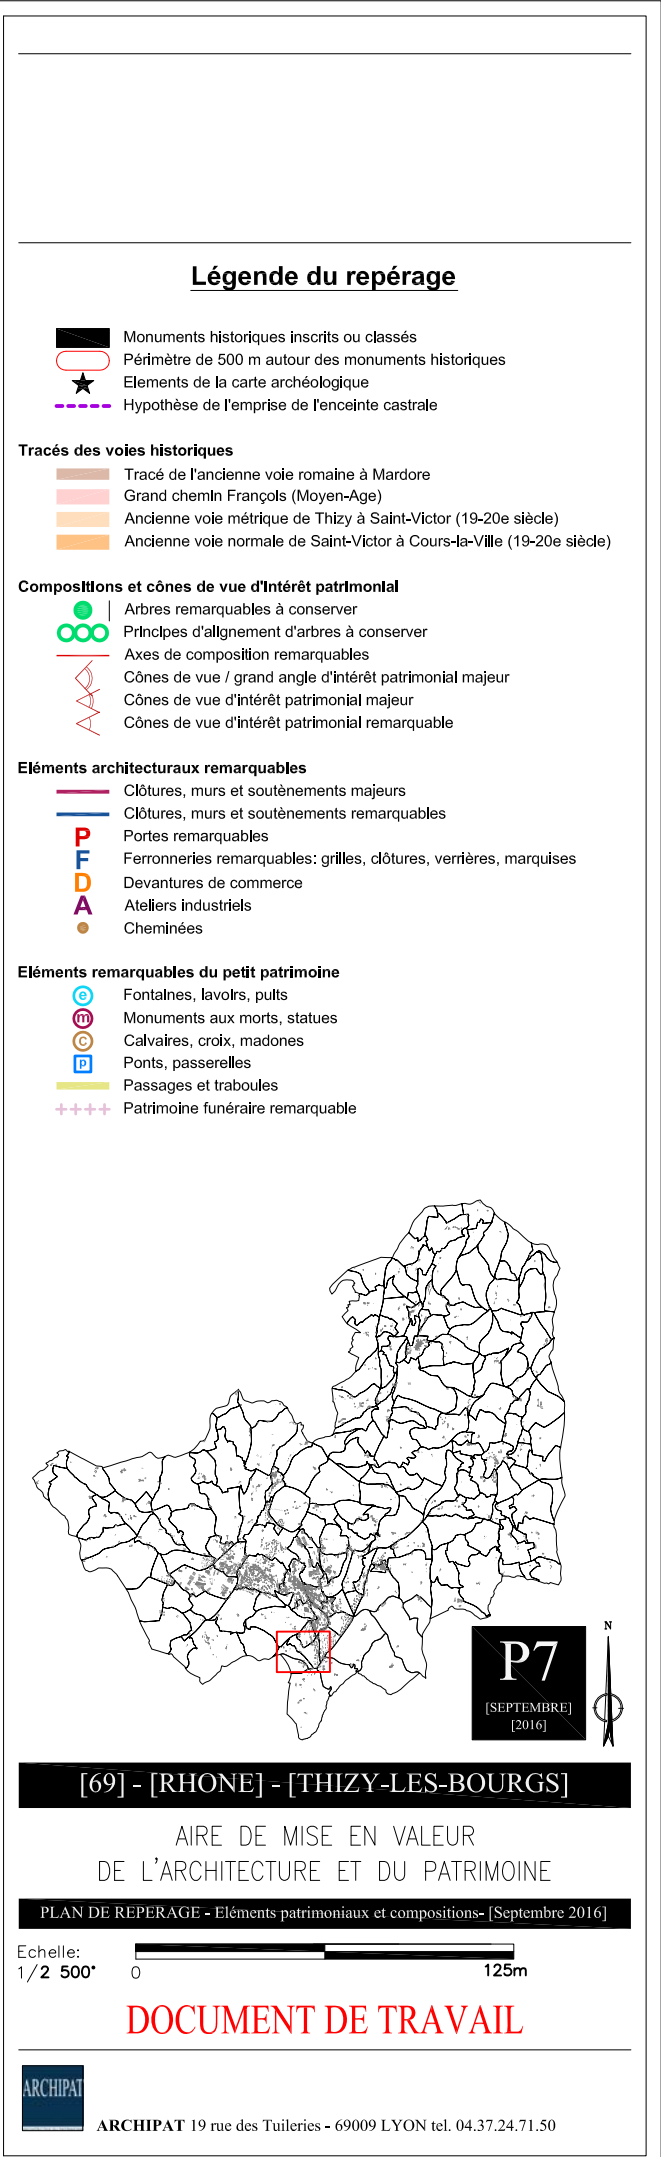 Légende du repérage
Monuments historiques inscrits ou classés
Périmètre de 500 m autour des monuments historiques
Elements de la carte archéologique
Hypothèse de l'emprise de l'enceinte castrale
Tracés des voies historiques
Tracé de l'ancienne voie romaine à Mardore
Grand chemin François (Moyen-Age)
Ancienne voie métrique de Thizy à Saint-Victor (19-20e siècle)
Ancienne voie normale de Saint-Victor à Cours-la-Ville (19-20e siècle)
Compositions et cônes de vue d'intérêt patrimonial
Arbres remarquables à conserver
Principes d'alignement d'arbres à conserver
Axes de composition remarquables
Cônes de vue / grand angle d'intérêt patrimonial majeur
Cônes de vue d'intérêt patrimonial majeur
Cônes de vue d'intérêt patrimonial remarquable
Eléments architecturaux remarquables
Clôtures, murs et soutènements majeurs
Clôtures, murs et soutènements remarquables
P Portes remarquables
F Ferronneries remarquables: grilles, clôtures, verrières, marquises
D Devantures de commerce
A Ateliers industriels
Cheminées
Eléments remarquables du petit patrimoine
e Fontaines, lavoirs, puits
m Monuments aux morts, statues
c Calvaires, croix, madones
p Ponts, passerelles
Passages et traboules
Patrimoine funéraire remarquable
N
P7
[SEPTEMBRE]
[2016]
[69] - [RHONE] - [THIZY-LES-BOURGS]
AIRE DE MISE EN VALEUR
DE L'ARCHITECTURE ET DU PATRIMOINE
PLAN DE REPERAGE - Eléments patrimoniaux et compositions- [Septembre 2016]
Echelle:
1/2 500° 0 125m
DOCUMENT DE TRAVAIL
ARCHIPAT
ARCHIPAT 19 rue des Tuileries - 69009 LYON tel. 04.37.24.71.50